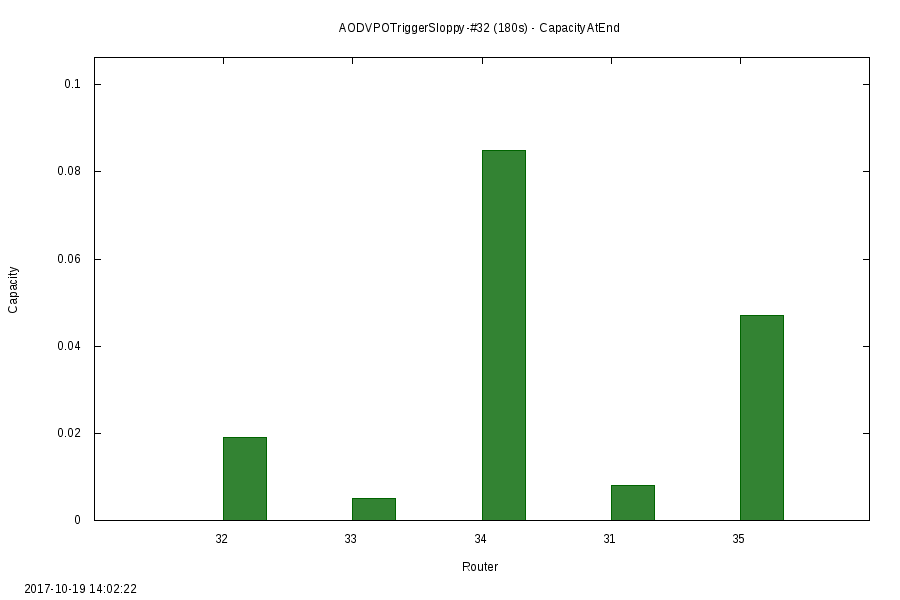 AODVPOTriggerSloppy-#32 (180s) - CapacityAtEnd
0.1
0.08
0.06
0.04
0.02
0
Capacity
32 33 34 31 35
Router
2017-10-19 14:02:22